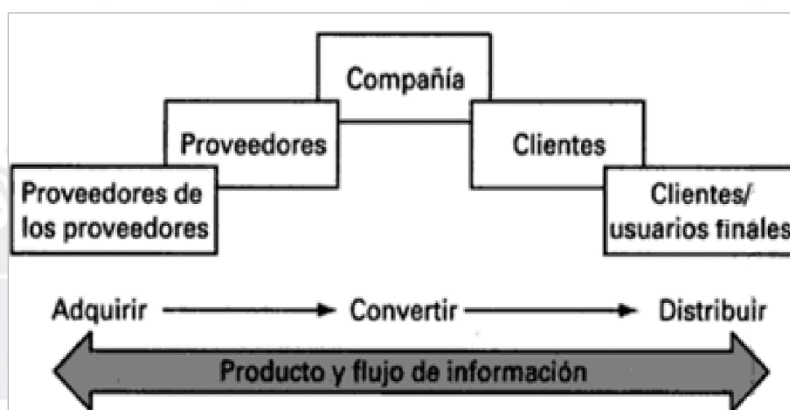 Compañía
Proveedores
Clientes
Proveedores de
los proveedores
Clientes/
usuarios finales
Adquirir
Convertir
Distribuir
Producto y flujo de información